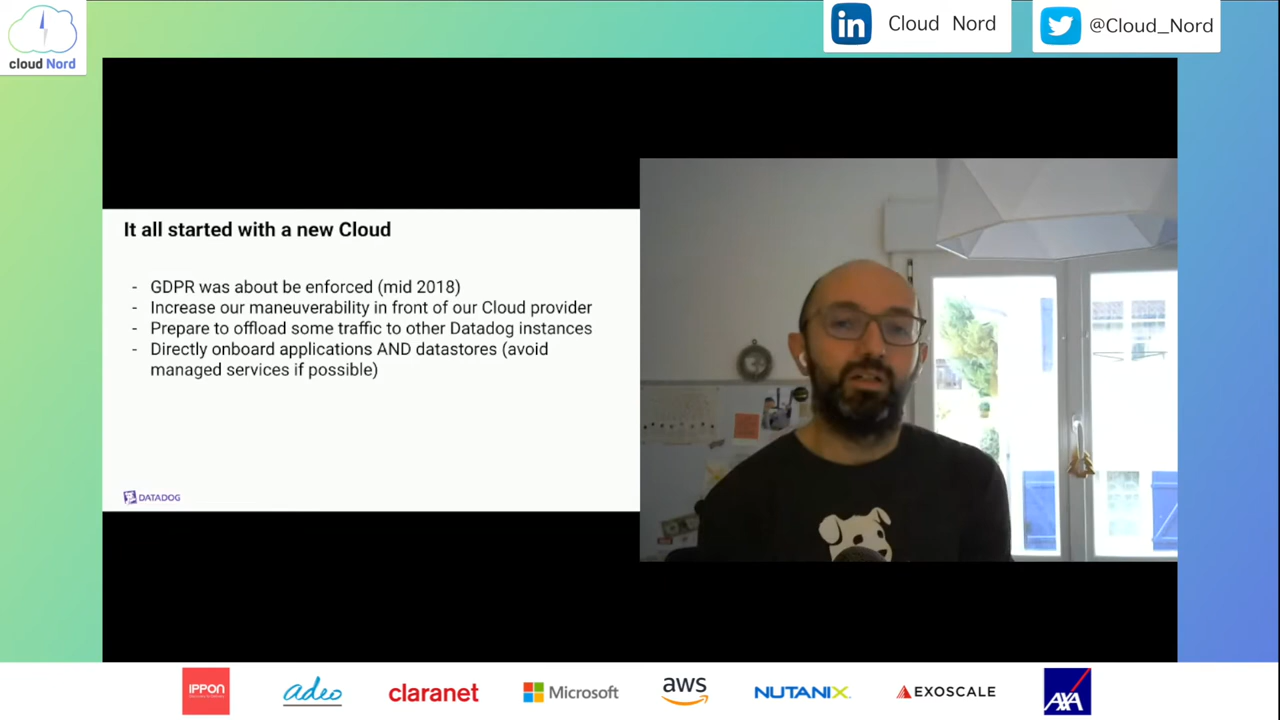 cloud Nord
in
Cloud Nord
@Cloud_Nord
It all started with a new Cloud
- GDPR was about be enforced (mid 2018)
- Increase our maneuverability in front of our Cloud provider
- Prepare to offload some traffic to other Datadog instances
- Directly onboard applications AND datastores (avoid
managed services if possible)
DATADOG
IPPON
adeo
claranet
Microsoft
aws
NUTANIX
EXOSCALE
AXA